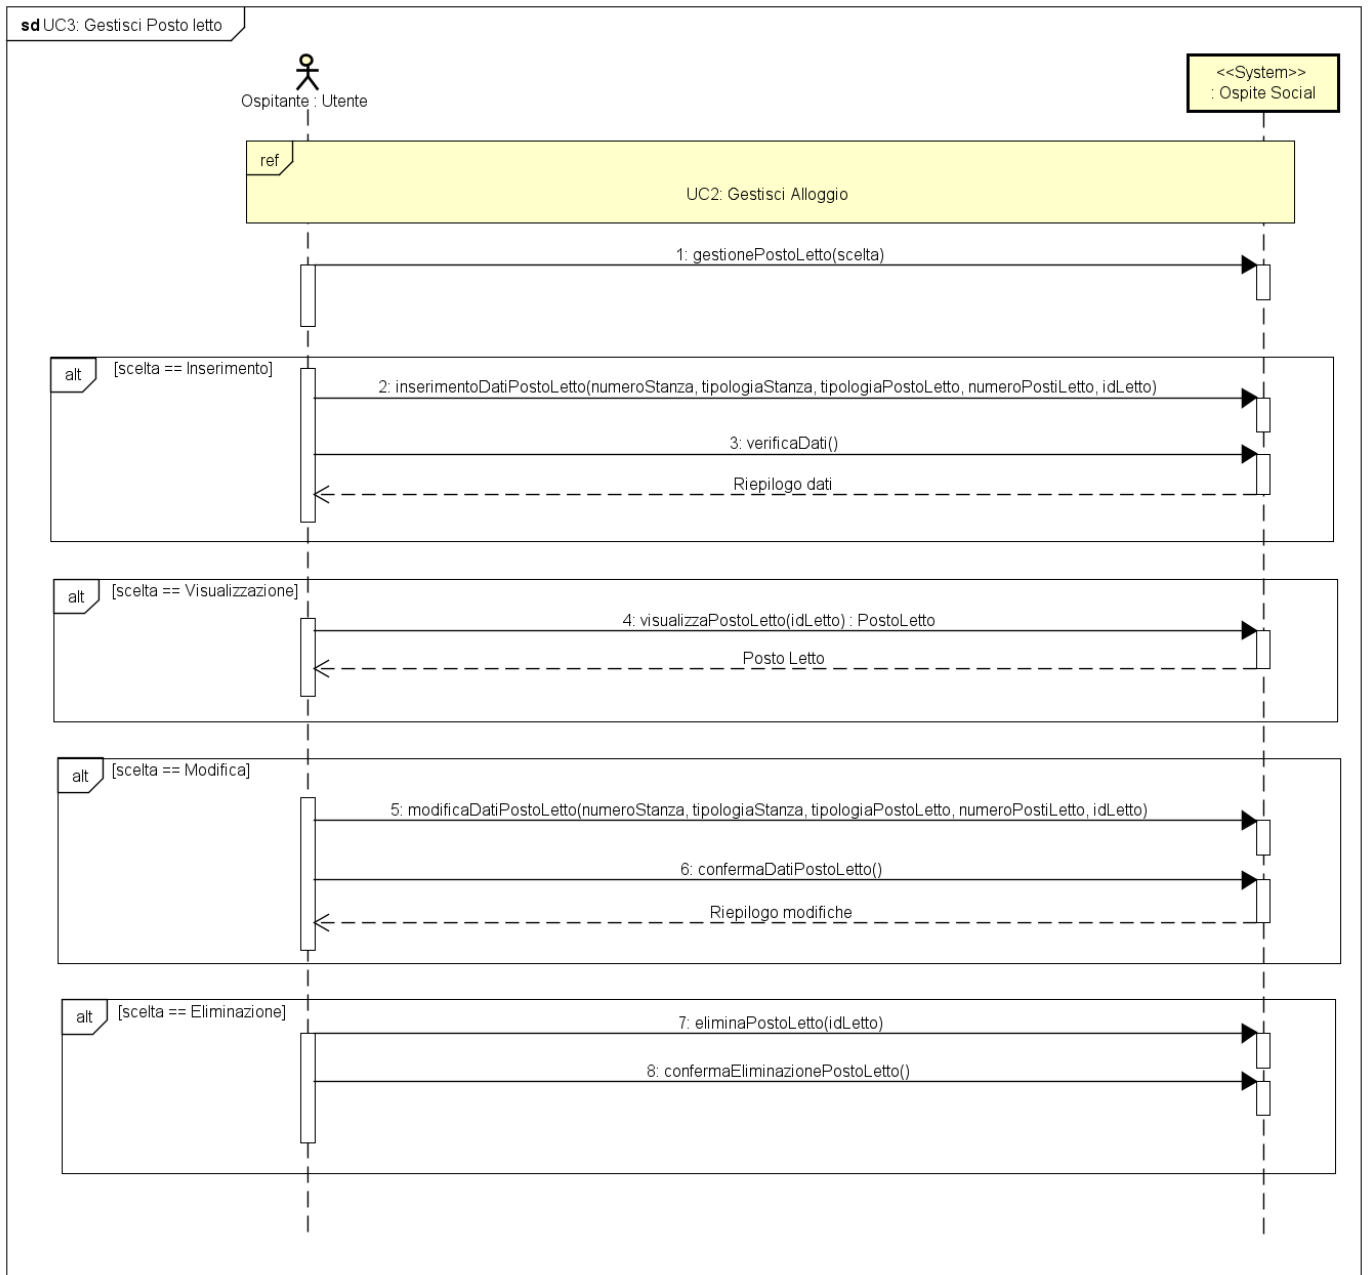 sd UC3: Gestisci Posto letto
<<System>>
: Ospite Social
Ospitante : Utente
ref
UC2: Gestisci Alloggio
1: gestionePostoLetto(scelta)
alt
[scelta == Inserimento]
2: inserimentoDatiPostoLetto(numeroStanza, tipologiaStanza, tipologiaPostoLetto, numeroPostiLetto, idLetto)
3: verificaDati()
Riepilogo dati
alt
[scelta == Visualizzazione]
4: visualizzaPostoLetto(idLetto) : PostoLetto
Posto Letto
alt
[scelta == Modifica]
5: modificaDatiPostoLetto(numeroStanza, tipologiaStanza, tipologiaPostoLetto, numeroPostiLetto, idLetto)
6: confermaDatiPostoLetto()
Riepilogo modifiche
alt
[scelta == Eliminazione]
7: eliminaPostoLetto(idLetto)
8: confermaEliminazionePostoLetto()